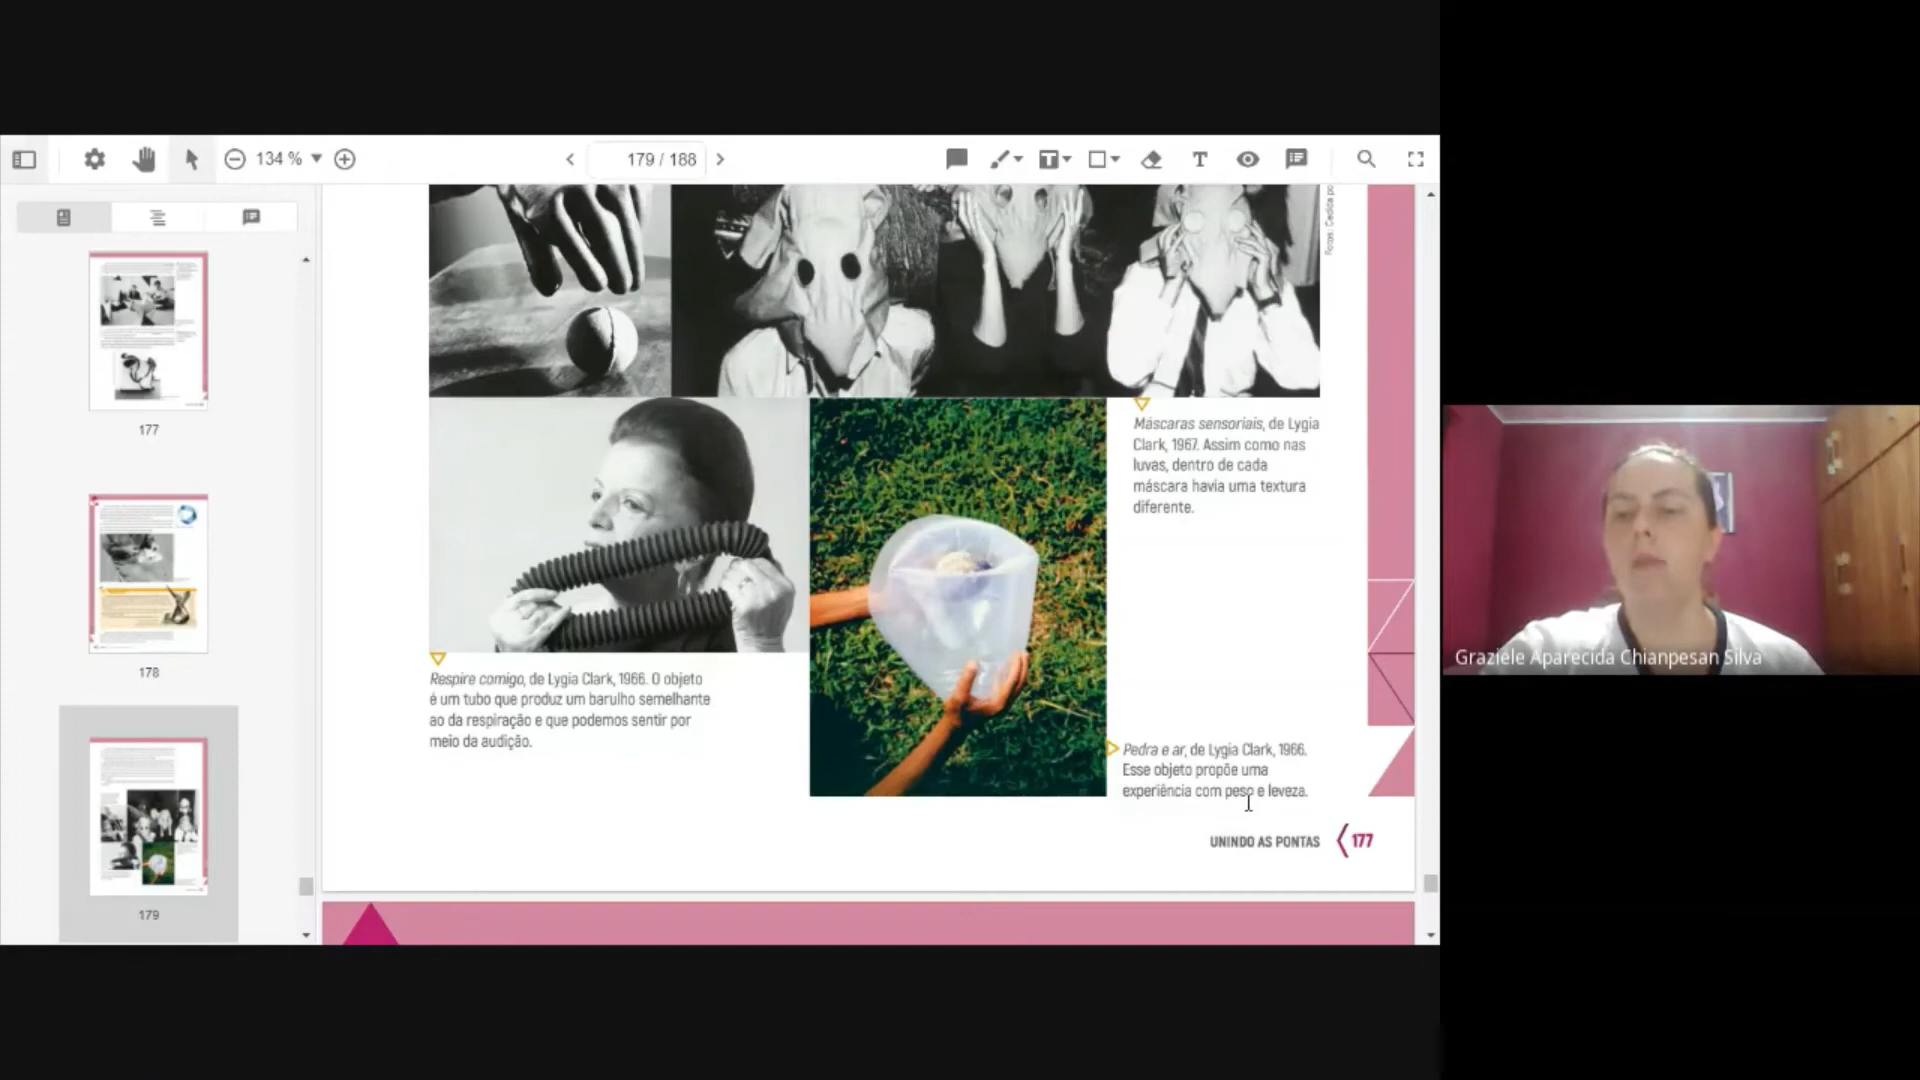 134 %
179 / 188
Máscaras sensoriais, de Lygia
Clark, 1967. Assim como nas
luvas, dentro de cada
máscara havia uma textura
diferente.
Respire comigo, de Lygia Clark, 1966. O objeto
é um tubo que produz um barulho semelhante
ao da respiração e que podemos sentir por
meio da audição.
Pedra e ar, de Lygia Clark, 1966.
Esse objeto propõe uma
experiência com peso e leveza.
UNINDO AS PONTAS
177
177
178
179
Graziele Aparecida Chianpesan Silva